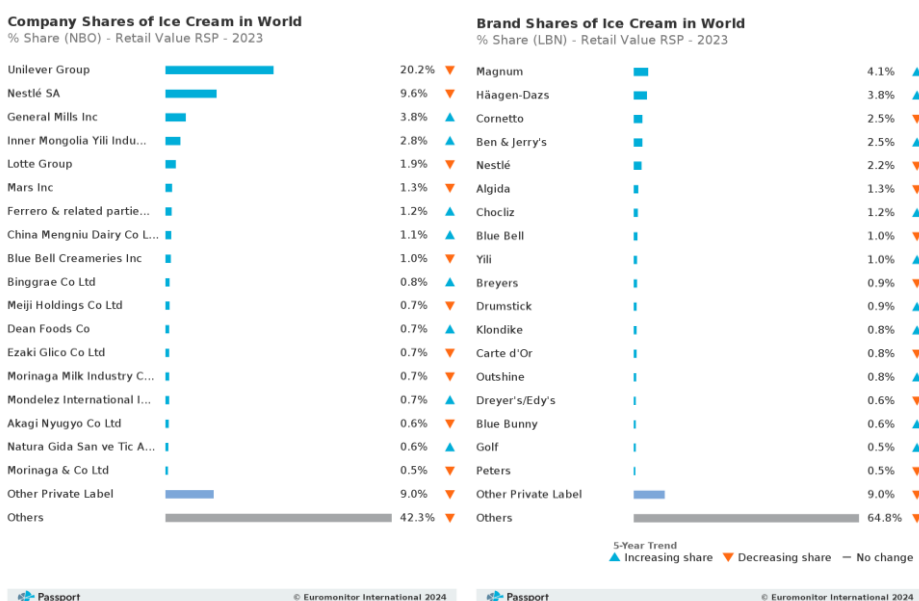 Company Shares of Ice Cream in World
% Share (NBO) - Retail Value RSP - 2023
Unilever Group 20.2%
Nestlé SA 9.6%
General Mills Inc 3.8%
Inner Mongolia Yili Indu... 2.8%
Lotte Group 1.9%
Mars Inc 1.3%
Ferrero & related partie... 1.2%
China Mengniu Dairy Co L... 1.1%
Blue Bell Creameries Inc 1.0%
Binggrae Co Ltd 0.8%
Meiji Holdings Co Ltd 0.7%
Dean Foods Co 0.7%
Ezaki Glico Co Ltd 0.7%
Morinaga Milk Industry C... 0.7%
Mondelez International I... 0.7%
Akagi Nyugyo Co Ltd 0.6%
Natura Gida San ve Tic A... 0.6%
Morinaga & Co Ltd 0.5%
Other Private Label 9.0%
Others 42.3%
Passport © Euromonitor International 2024
Brand Shares of Ice Cream in World
% Share (LBN) - Retail Value RSP - 2023
Magnum 4.1%
Häagen-Dazs 3.8%
Cornetto 2.5%
Ben & Jerry's 2.5%
Nestlé 2.2%
Algida 1.3%
Chocliz 1.2%
Blue Bell 1.0%
Yili 1.0%
Breyers 0.9%
Drumstick 0.9%
Klondike 0.8%
Carte d'Or 0.8%
Outshine 0.8%
Dreyer's/Edy's 0.6%
Blue Bunny 0.6%
Golf 0.5%
Peters 0.5%
Other Private Label 9.0%
Others 64.8%
5-Year Trend
Increasing share Decreasing share No change
Passport © Euromonitor International 2024